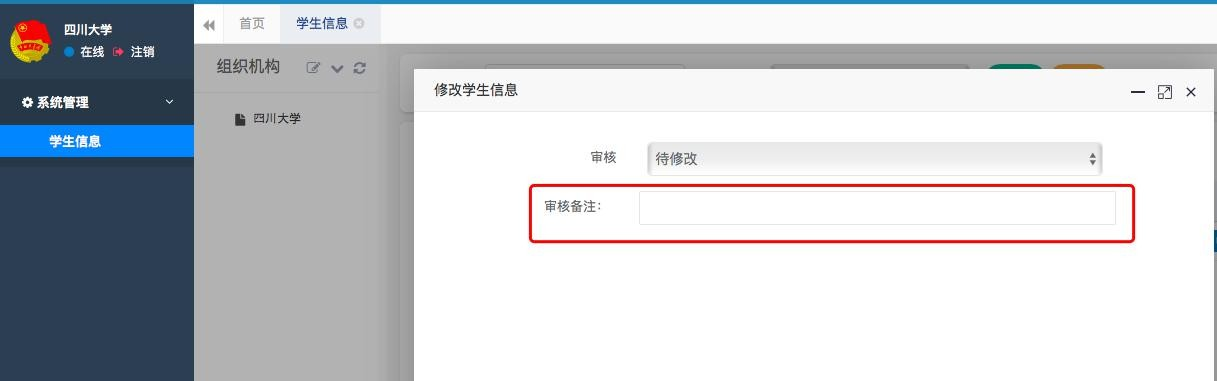 四川大学
在线 注销
系统管理
学生信息
首页 学生信息
组织机构
四川大学
修改学生信息
审核 待修改
审核备注：